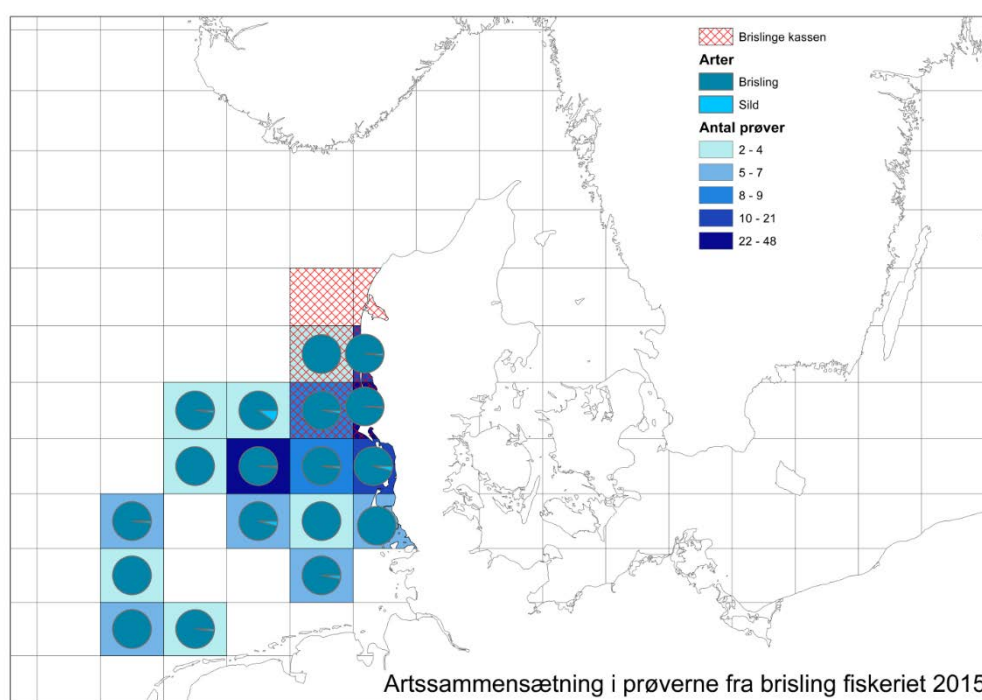 Brislinge kassen
Arter
Brisling
Sild
Antal prøver
2 - 4
5 - 7
8 - 9
10 - 21
22 - 48
Artssammensætning i prøverne fra brisling fiskeriet 2015